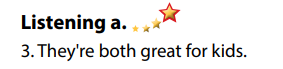 Listening a.
3. They're both great for kids.